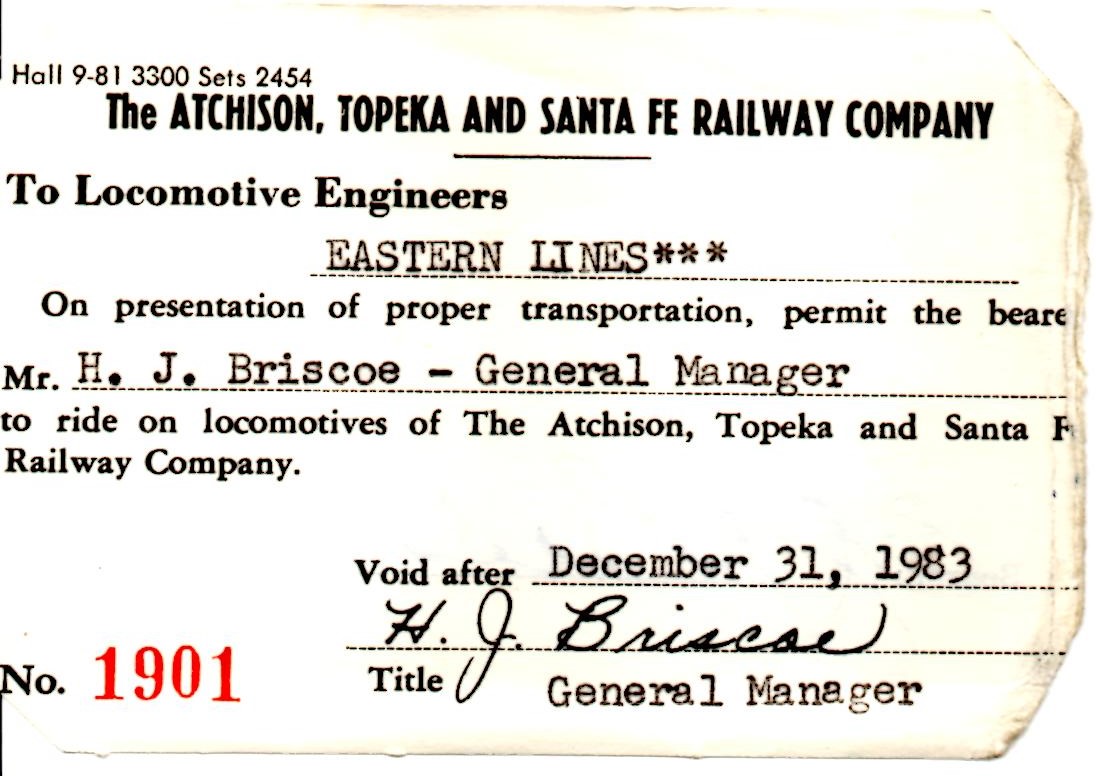 Hall 9-81 3300 Sets 2454
The ATCHISON, TOPEKA AND SANTA FE RAILWAY COMPANY
To Locomotive Engineers
EASTERN LINES***
On presentation of proper transportation, permit the beare
Mr. H. J. Briscoe - General Manager
to ride on locomotives of The Atchison, Topeka and Santa F
Railway Company.
Void after December 31, 1983
H. J. Briscoe
No. 1901 Title General Manager